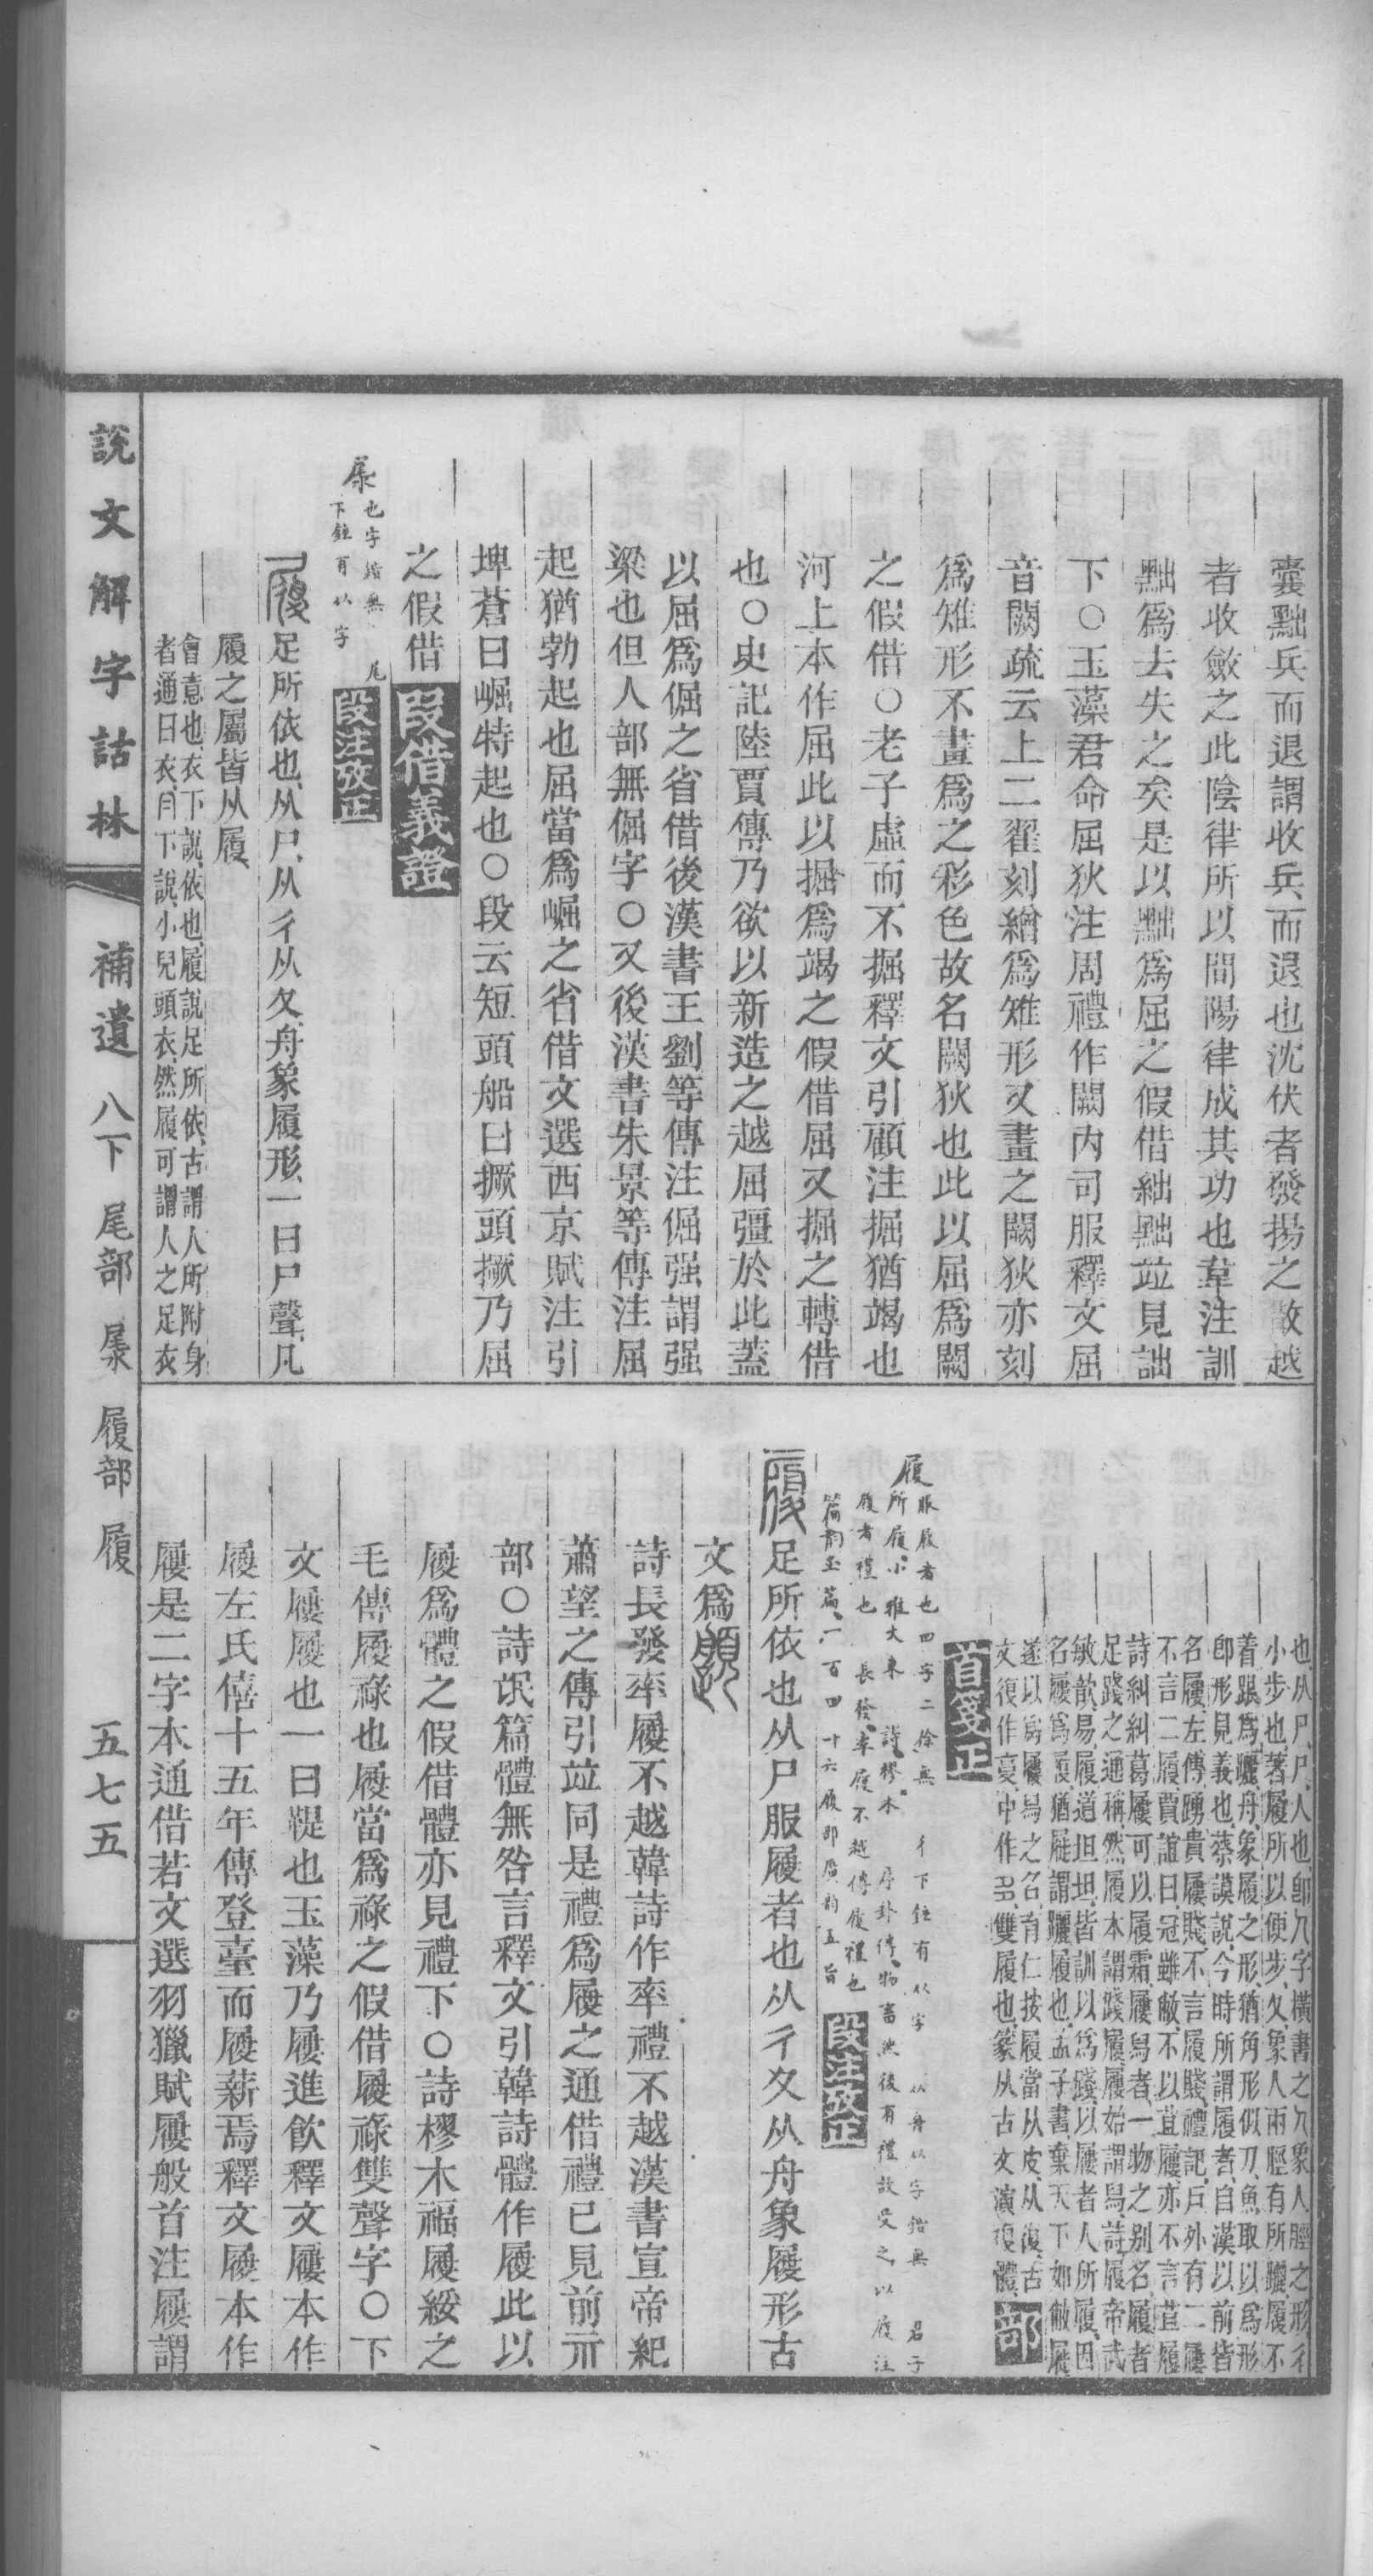 囊黜兵而退謂收兵而退也沈伏者發揚之散越
者收斂之此陰律所以間陽律成其功也韋注訓
黜爲去失之矣是以黜爲屈之假借絀黜竝見詘
下○玉藻君命屈狄注周禮作闕內司服釋文屈
音闕疏云上二翟刻繒爲雉形又畫之闕狄亦刻
爲雉形不畫爲之彩色故名闕狄也此以屈爲闕
之假借○老子虛而不掘釋文引顧注掘猶竭也
河上本作屈此以掘爲竭之假借屈又掘之轉借
也○史記陸賈傳乃欲以新造之越屈彊於此蓋
以屈爲倔之省借後漢書王劉等傳注倔强謂强
梁也但人部無倔字○又後漢書朱景等傳注屈
起猶勃起也屈當爲崛之省借文選西京賦注引
埤蒼曰崛特起也○段云短頭船曰撅頭撅乃屈
之假借 段借義證
尾
也字鍇無
下鉉有从字
段注攷正
履 足所依也、从尸、从彳从夊、舟象履形、一曰尸聲、凡
履之屬皆从履、
會意也、衣下說、依也、履說足所依、古謂人所附身
者通曰衣、冃下說、小兒頭衣、然履可謂人之足衣
說文解字詁林 補遺 八下 尾部 履部 履 五七五
也、从尸、尸、人也、卽人字橫書之、象人脛之形、彳
小步也、著履所以便步、夊、象人兩脛有所躧、履不
着跟爲躧、舟、象履之形、猶角形似刀、魚取以爲形
卽形見義也、蔡謨說、今時所謂履者、自漢以前皆
名屨、左傳踴貴屨賤、不言履賤、禮記、戶外有二屨
不言二履、賈誼曰、冠雖敝、不以苴履、亦不言苴屨
詩糾糾葛屨、可以履霜、屨舄者、一物之別名、履者
足踐之通稱、然履本謂踐履、履始謂舄、詩履帝武
敏歆、易履道坦坦、皆訓以爲踐、以屨者人所履、因
名屨爲履、猶屣謂躧履也、孟子書棄天下如敝屣
遂以爲屨舄之名、育仁按、履當从皮、从復、古
文復作㚆、中作、雙履也、篆从古文演復體、部
首箋正
履
服履者也四字二徐無 彳下鉉有从字 从舟从字鍇無 君子
所履、小雅大東 詩樛木 序卦傳、物畜然後有禮故受之以履注
履者禮也 長發、率履不越傳履禮也
篇韵玉篇、一百四十六履部廣韵五旨 段注攷正
履 足所依也从尸服履者也从彳夊从舟象履形古
文爲
詩長發率履不越韓詩作率禮不越漢書宣帝紀
蕭望之傳引竝同是禮爲履之通借禮已見前示
部○詩氓篇體無咎言釋文引韓詩體作履此以
履爲體之假借體亦見禮下○詩樛木福履綏之
毛傳履祿也履當爲祿之假借履祿雙聲字○下
文屨履也一曰鞮也玉藻乃屨進飲釋文屨本作
履左氏僖十五年傳登臺而履薪焉釋文履本作
屨是二字本通借若文選羽獵賦屨般首注屨謂